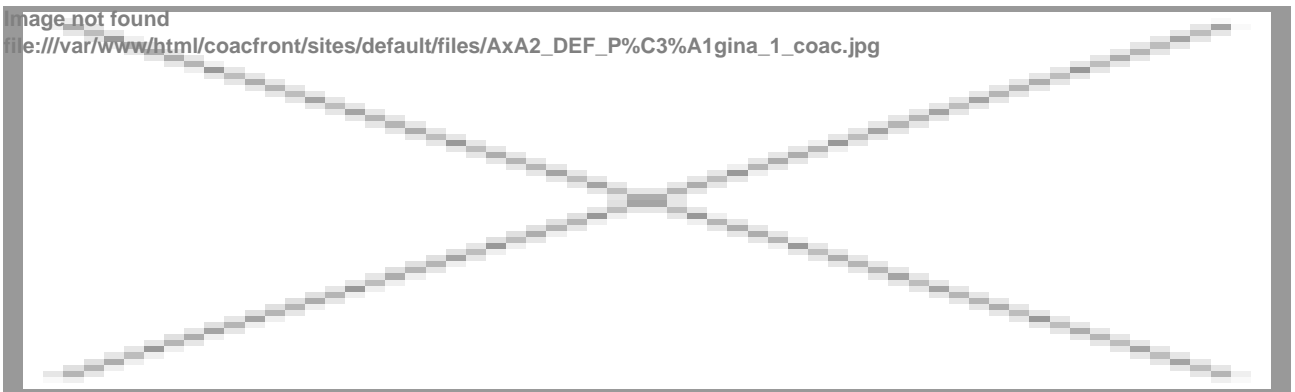 Image not found
file:///var/www/html/coacfront/sites/default/files/AxA2_DEF_P%C3%A1gina_1_coac.jpg